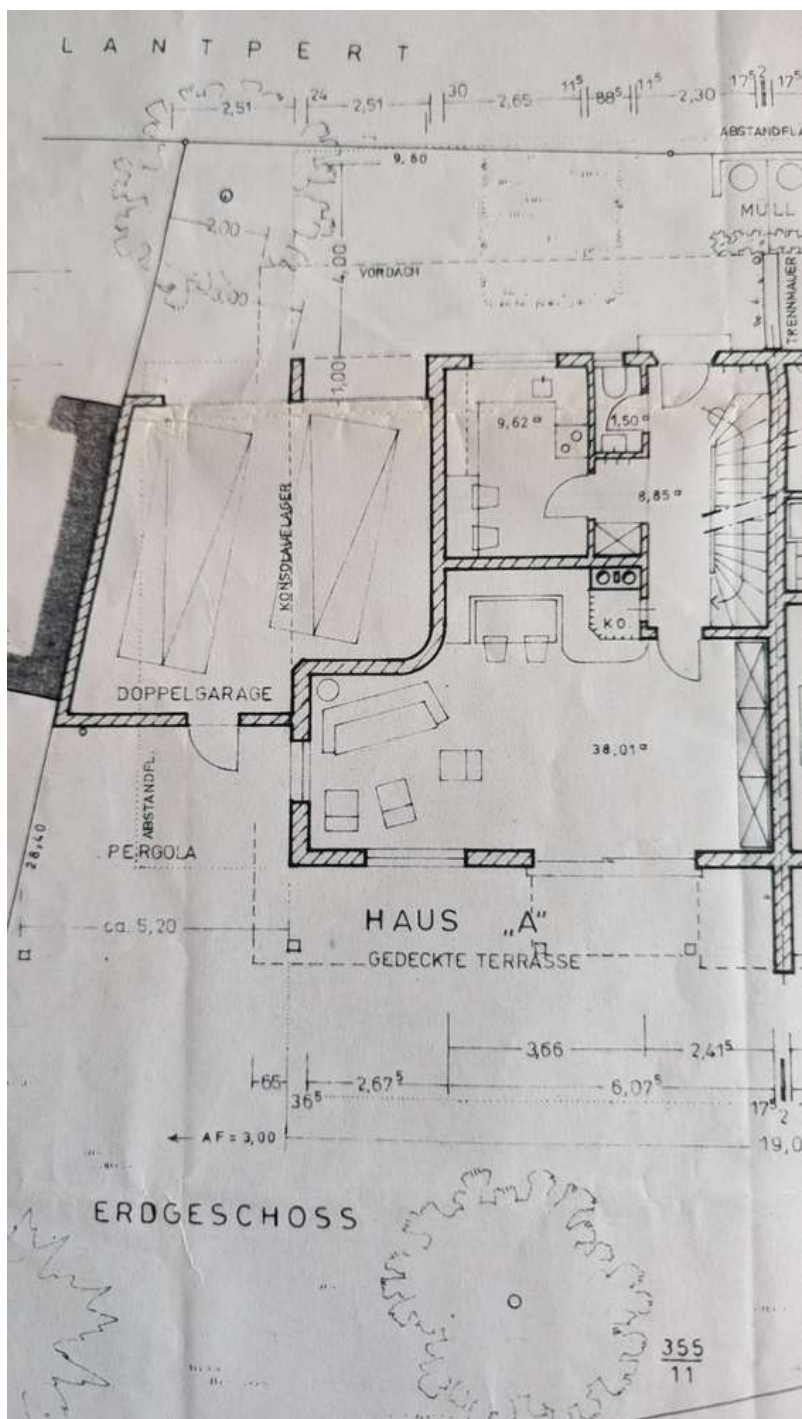 LANTPERT
2,51 24 2,51 30 2,65 11⁵ 88⁵ 11⁵ 2,30 17⁵ 2 17⁵
ABSTANDFLA
9,60
MÜLL
2,00
4,00
VORDACH
TRENNMAUER
1,00
9,62
1,50
8,85
KONSOLAUFLAGER
KO.
DOPPELGARAGE
38,01
ABSTANDFL.
28,40
PERGOLA
ca. 5,20
HAUS „A"
GEDECKTE TERRASSE
3,66 2,41⁵
65 36⁵ 2,67⁵ 6,07⁵ 17⁵ 2
← AF = 3,00
19,0
ERDGESCHOSS
355
11